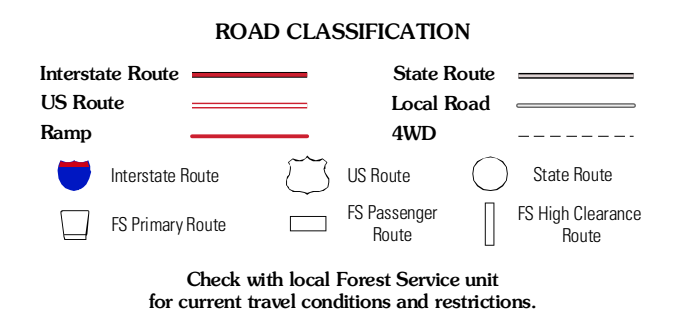 ROAD CLASSIFICATION
Interstate Route
State Route
US Route
Local Road
Ramp
4WD
Interstate Route
US Route
State Route
FS Primary Route
FS Passenger
Route
FS High Clearance
Route
Check with local Forest Service unit
for current travel conditions and restrictions.